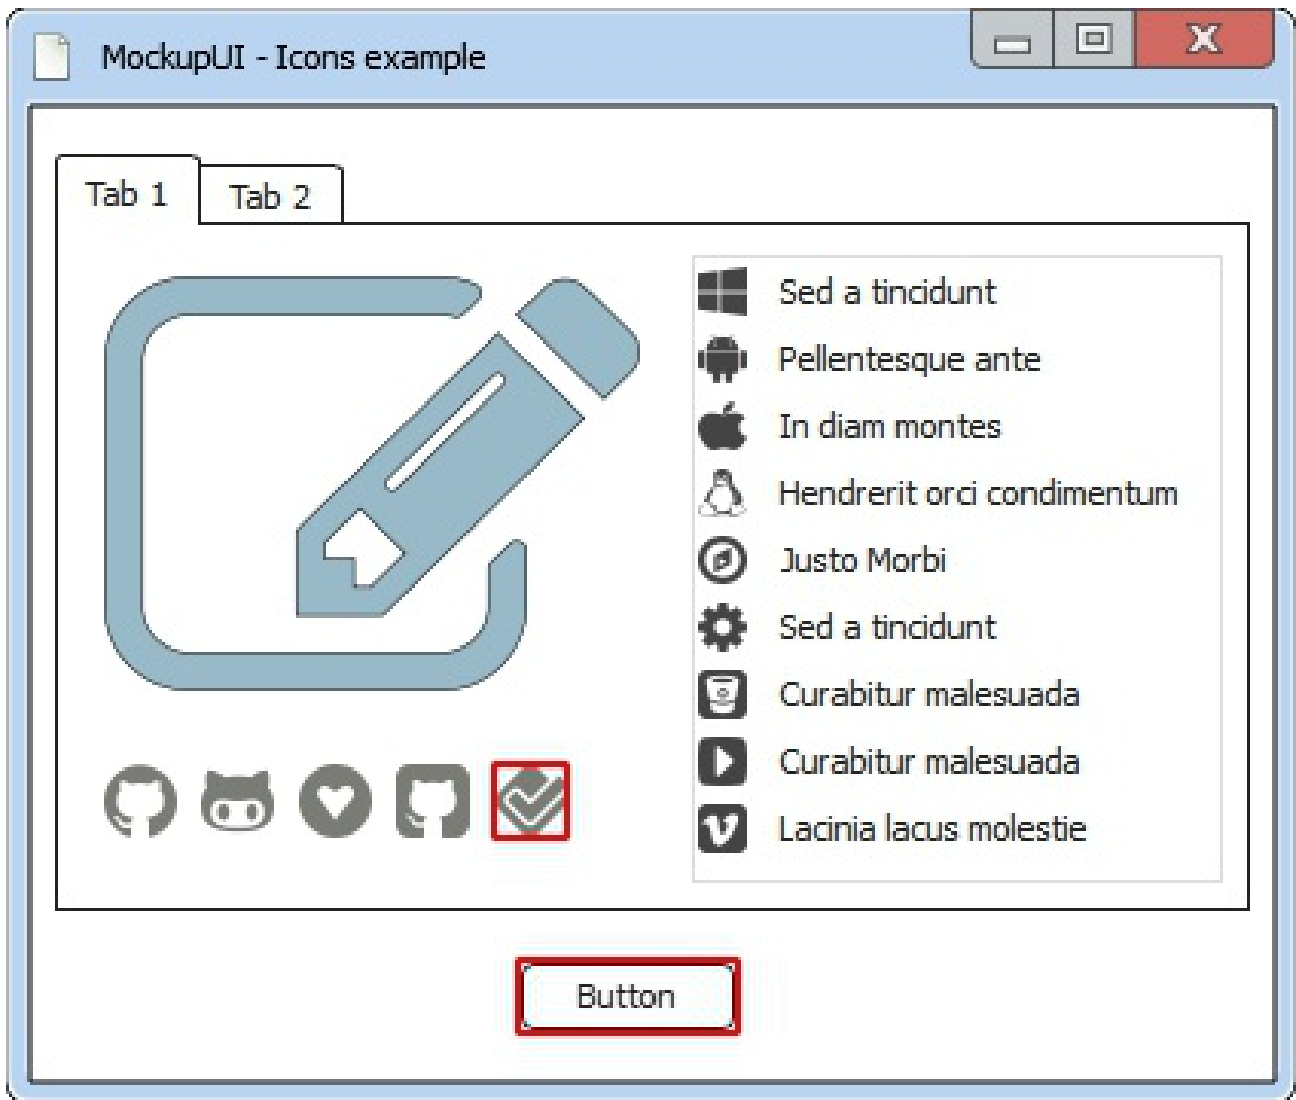 MockupUI - Icons example
Tab 1
Tab 2
Sed a tincidunt
Pellentesque ante
In diam montes
Hendrerit orci condimentum
Justo Morbi
Sed a tincidunt
Curabitur malesuada
Curabitur malesuada
Lacinia lacus molestie
Button